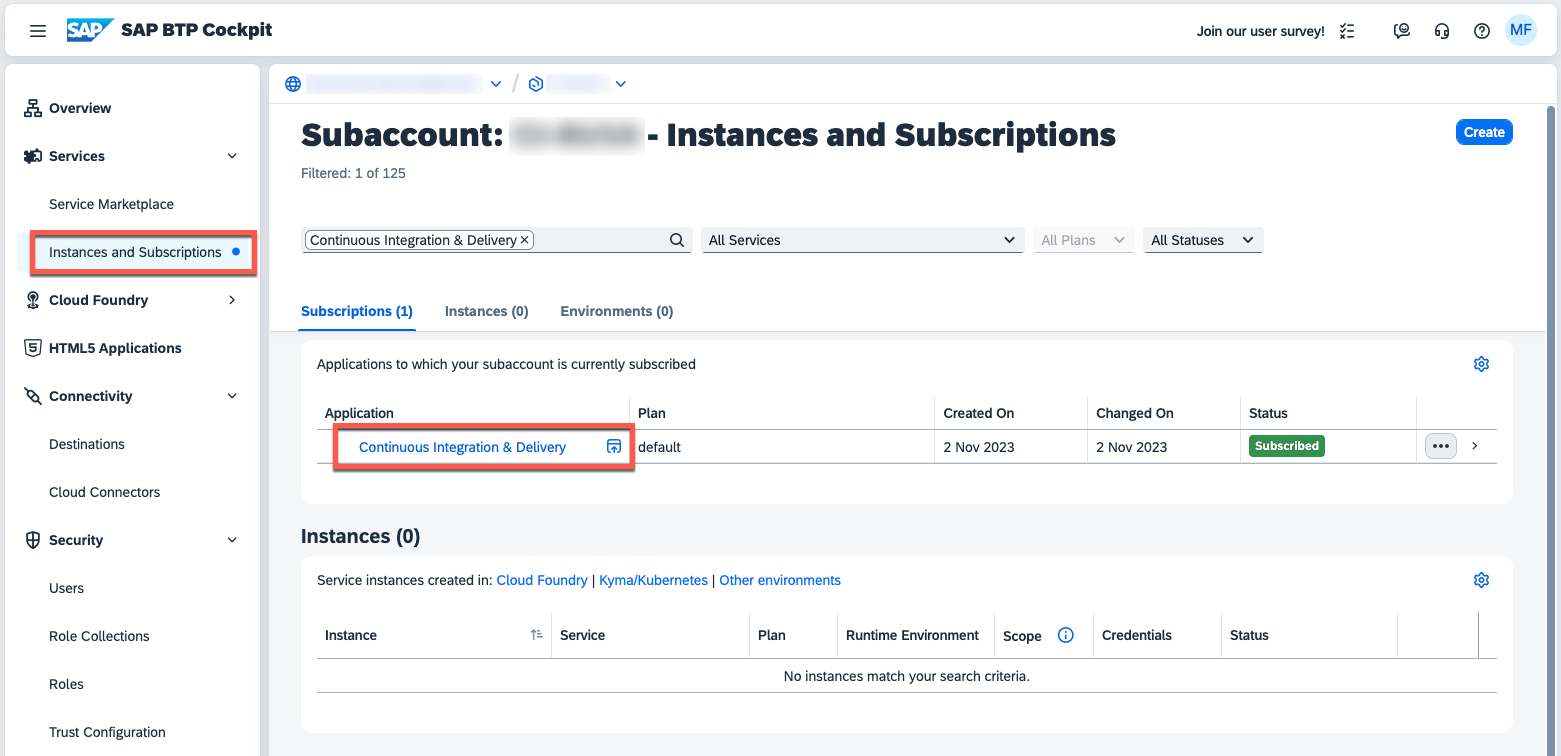 SAP SAP BTP Cockpit
Join our user survey!
MF
Overview
Services
Service Marketplace
Instances and Subscriptions
Cloud Foundry
HTML5 Applications
Connectivity
Destinations
Cloud Connectors
Security
Users
Role Collections
Roles
Trust Configuration
/
Subaccount: - Instances and Subscriptions
Create
Filtered: 1 of 125
Continuous Integration & Delivery
All Services
All Plans
All Statuses
Subscriptions (1) Instances (0) Environments (0)
Applications to which your subaccount is currently subscribed
Application Plan Created On Changed On Status
Continuous Integration & Delivery default 2 Nov 2023 2 Nov 2023 Subscribed
Instances (0)
Service instances created in: Cloud Foundry | Kyma/Kubernetes | Other environments
Instance Service Plan Runtime Environment Scope Credentials Status
No instances match your search criteria.